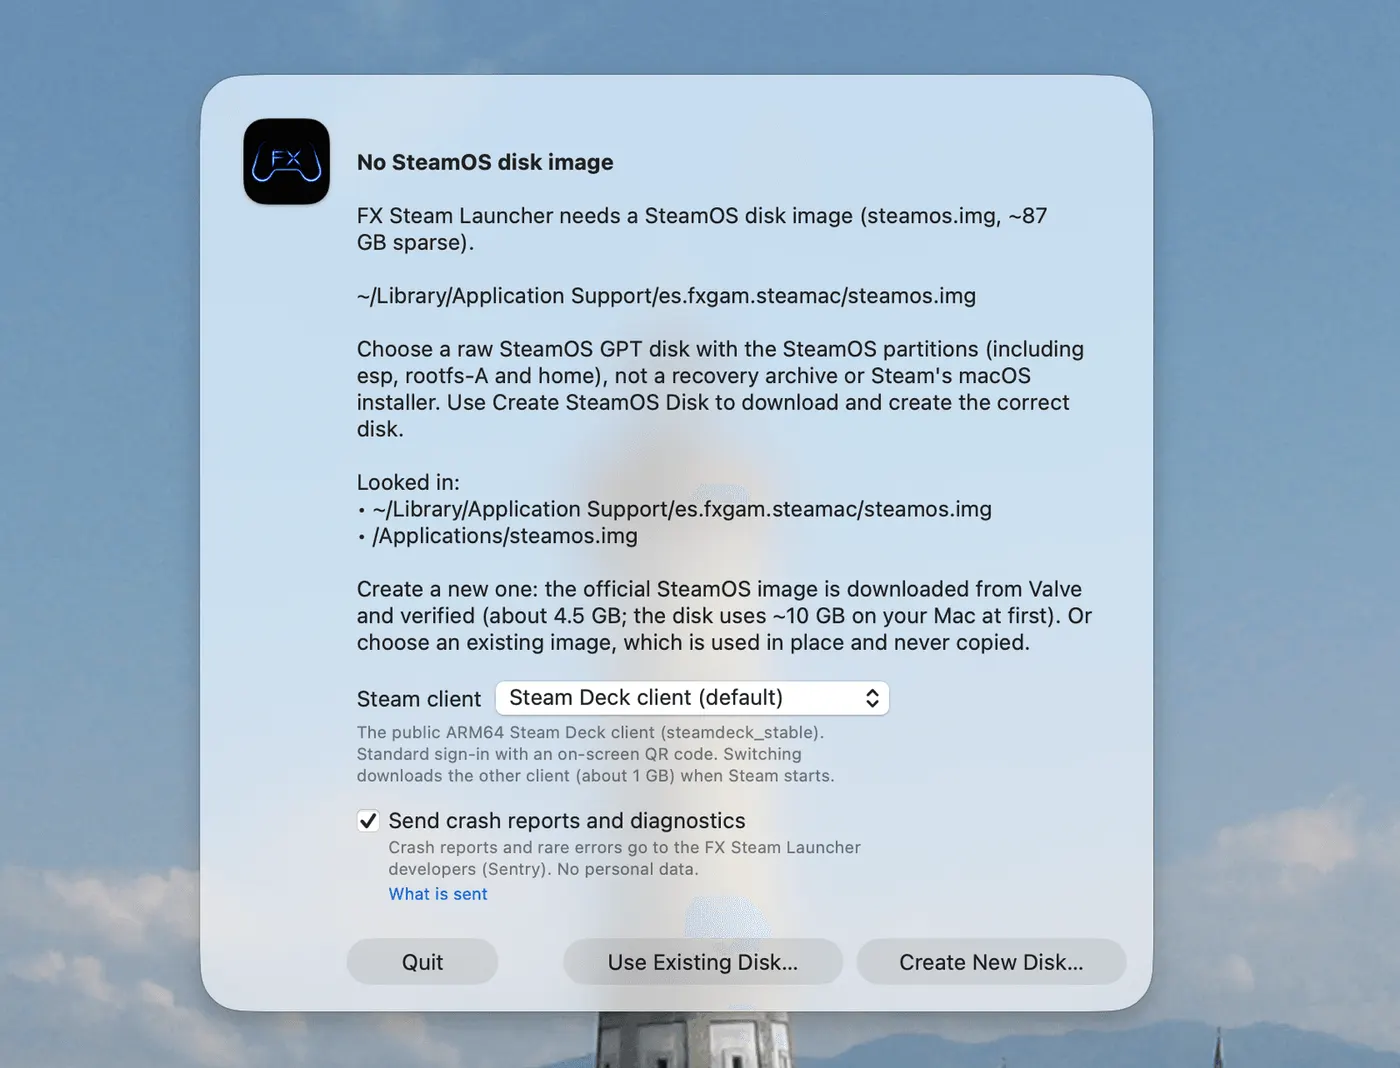 FX
No SteamOS disk image
FX Steam Launcher needs a SteamOS disk image (steamos.img, ~87
GB sparse).
~/Library/Application Support/es.fxgam.steamac/steamos.img
Choose a raw SteamOS GPT disk with the SteamOS partitions (including
esp, rootfs-A and home), not a recovery archive or Steam's macOS
installer. Use Create SteamOS Disk to download and create the correct
disk.
Looked in:
• ~/Library/Application Support/es.fxgam.steamac/steamos.img
• /Applications/steamos.img
Create a new one: the official SteamOS image is downloaded from Valve
and verified (about 4.5 GB; the disk uses ~10 GB on your Mac at first). Or
choose an existing image, which is used in place and never copied.
Steam client Steam Deck client (default)
The public ARM64 Steam Deck client (steamdeck_stable).
Standard sign-in with an on-screen QR code. Switching
downloads the other client (about 1 GB) when Steam starts.
Send crash reports and diagnostics
Crash reports and rare errors go to the FX Steam Launcher
developers (Sentry). No personal data.
What is sent
Quit Use Existing Disk... Create New Disk...